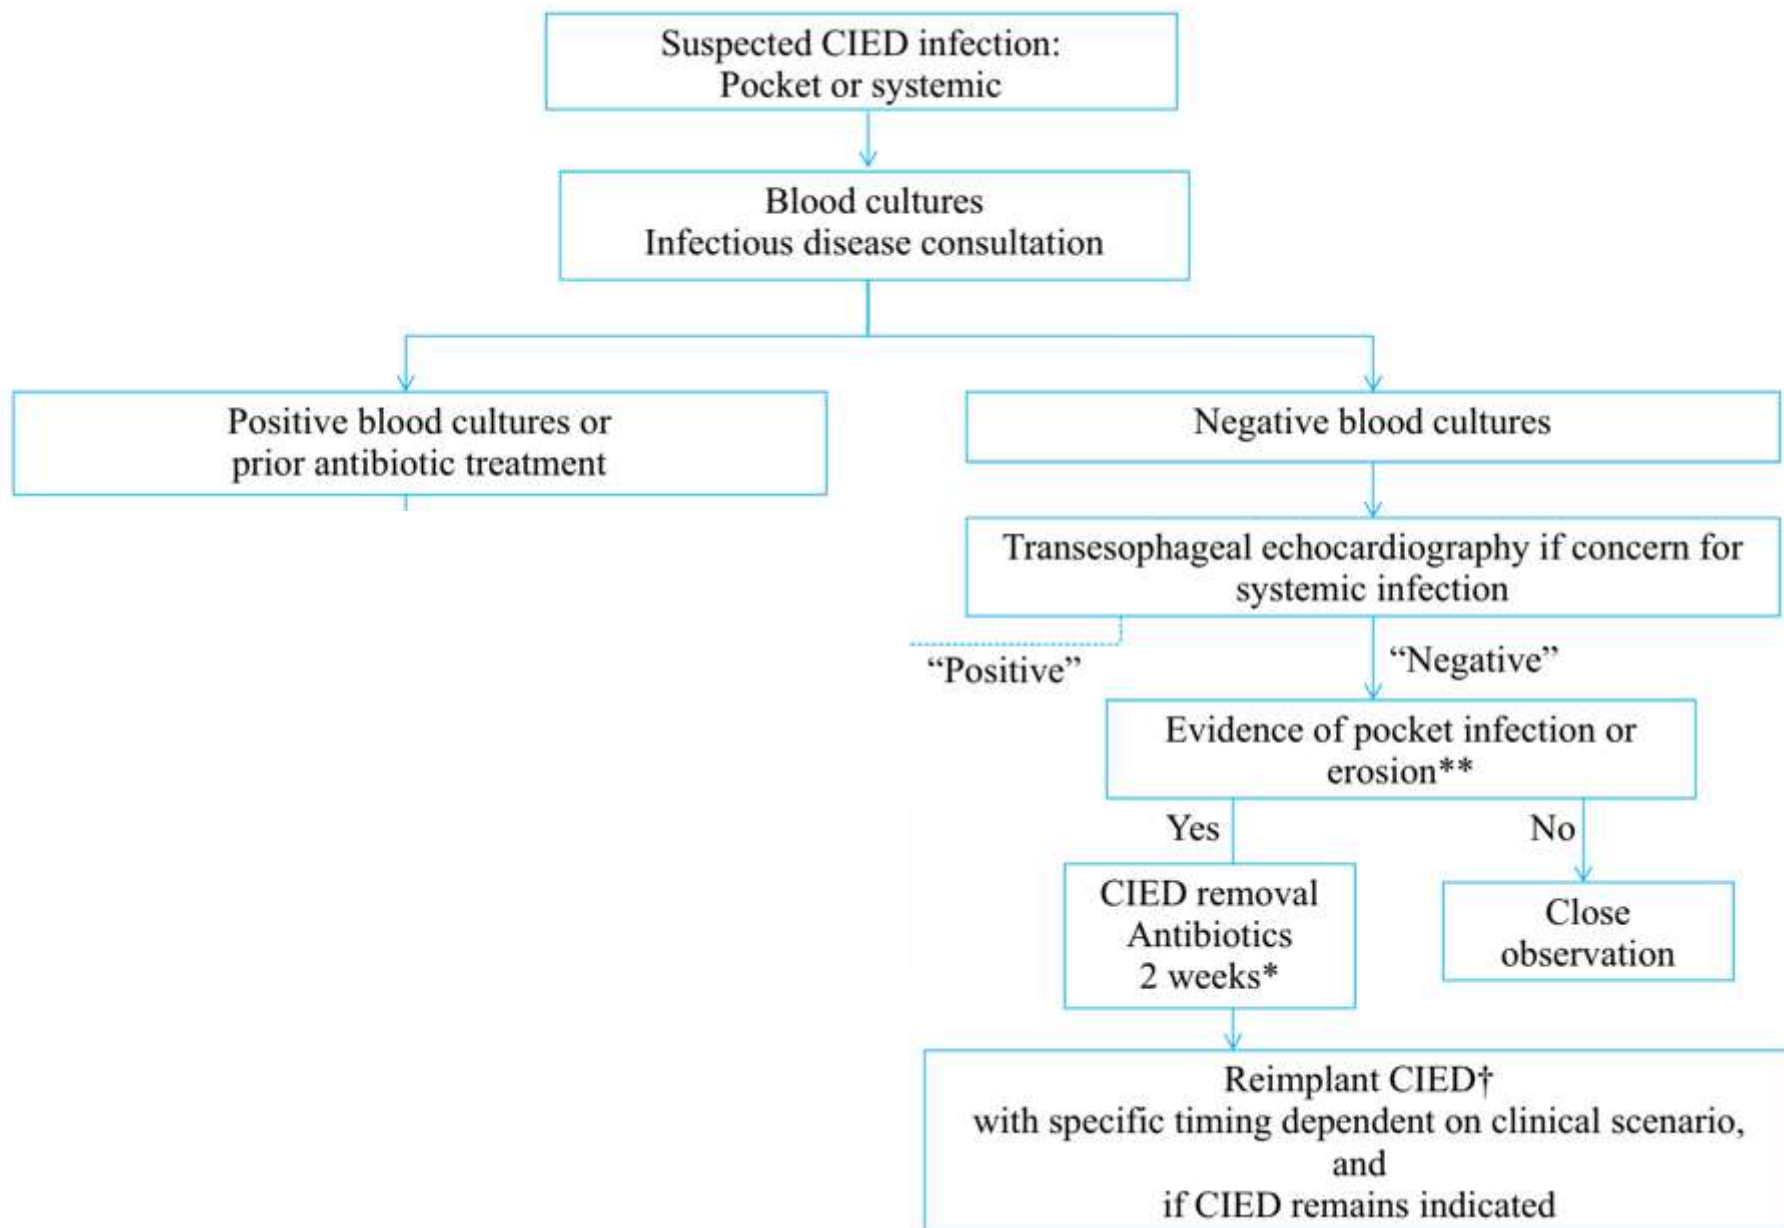 Suspected CIED infection:
Pocket or systemic
Blood cultures
Infectious disease consultation
Positive blood cultures or
prior antibiotic treatment
Negative blood cultures
Transesophageal echocardiography if concern for
systemic infection
“Positive”
“Negative”
Evidence of pocket infection or
erosion**
Yes
No
CIED removal
Antibiotics
2 weeks*
Close
observation
Reimplant CIED†
with specific timing dependent on clinical scenario,
and
if CIED remains indicated